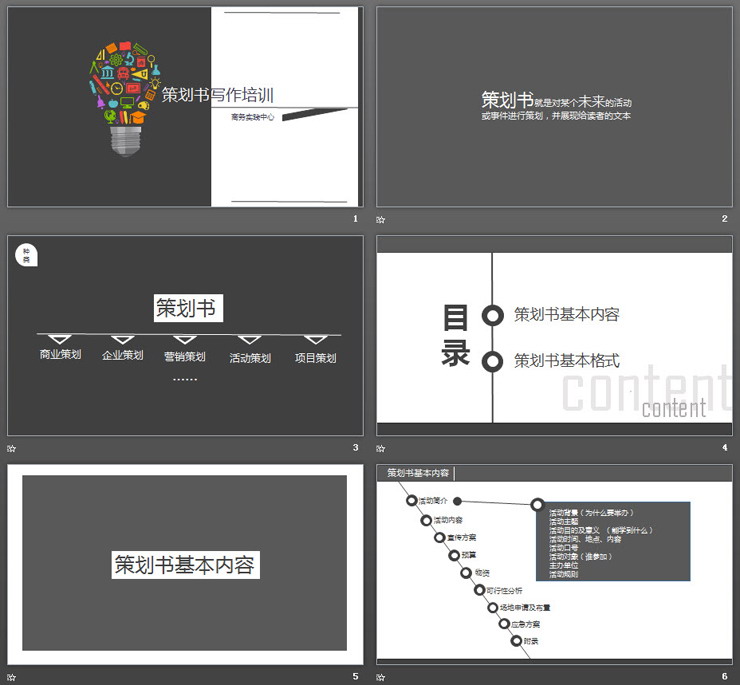 策划书写作培训
商务实践中心
1
策划书就是对某个未来的活动
或事件进行策划，并展现给读者的文本
2
种
类
策划书
商业策划 企业策划 营销策划 活动策划 项目策划
......
3
目
录
策划书基本内容
策划书基本格式
content
content
4
策划书基本内容
5
策划书基本内容
活动简介
活动内容
宣传方案
预算
物资
可行性分析
场地申请及布置
应急方案
附录
活动背景（为什么要举办）
活动主题
活动目的及意义 （能学到什么）
活动时间、地点、内容
活动口号
活动对象（谁参加）
主办单位
活动规则
6